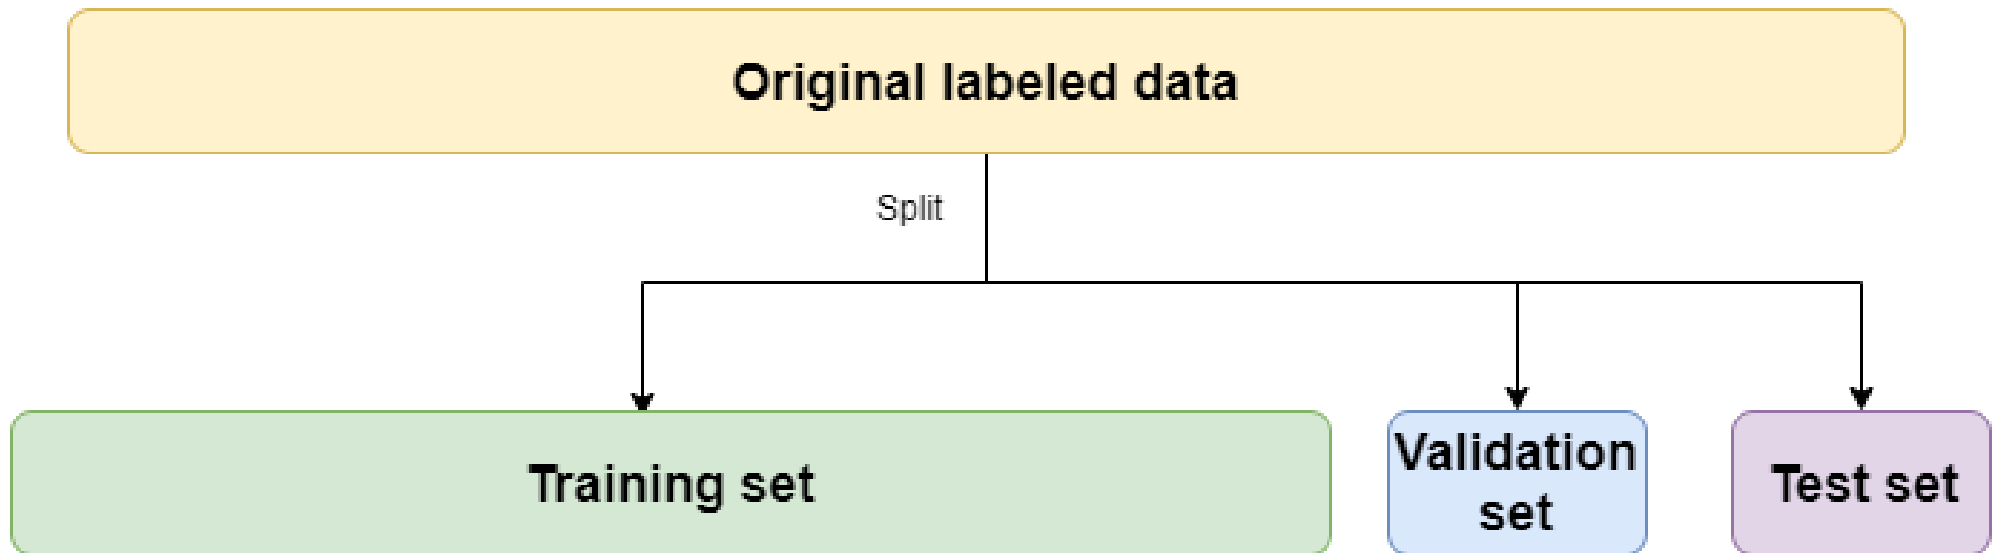 Original labeled data
Split
Training set
Validation
set
Test set